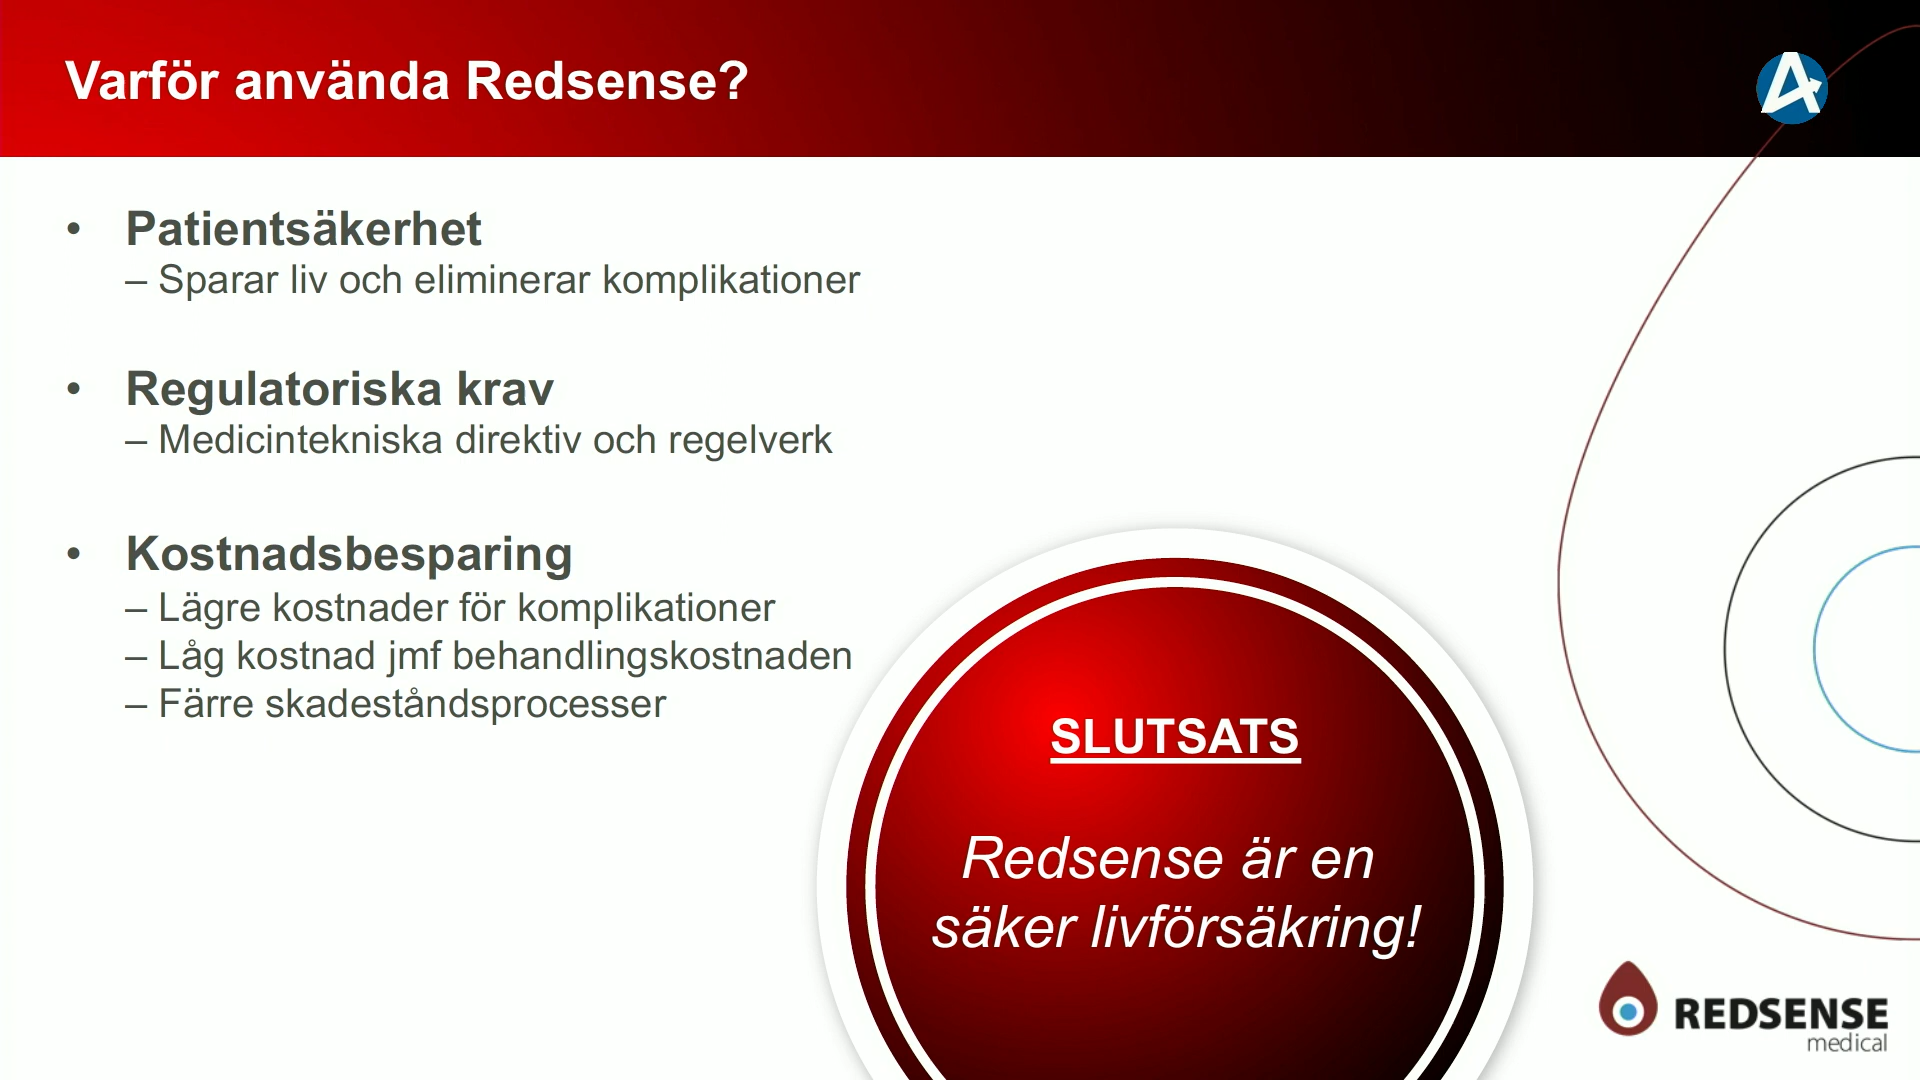 Varför använda Redsense?
• Patientsäkerhet
– Sparar liv och eliminerar komplikationer
• Regulatoriska krav
– Medicintekniska direktiv och regelverk
• Kostnadsbesparing
– Lägre kostnader för komplikationer
– Låg kostnad jmf behandlingskostnaden
– Färre skadeståndsprocesser
SLUTSATS
Redsense är en
säker livförsäkring!
REDSENSE
medical